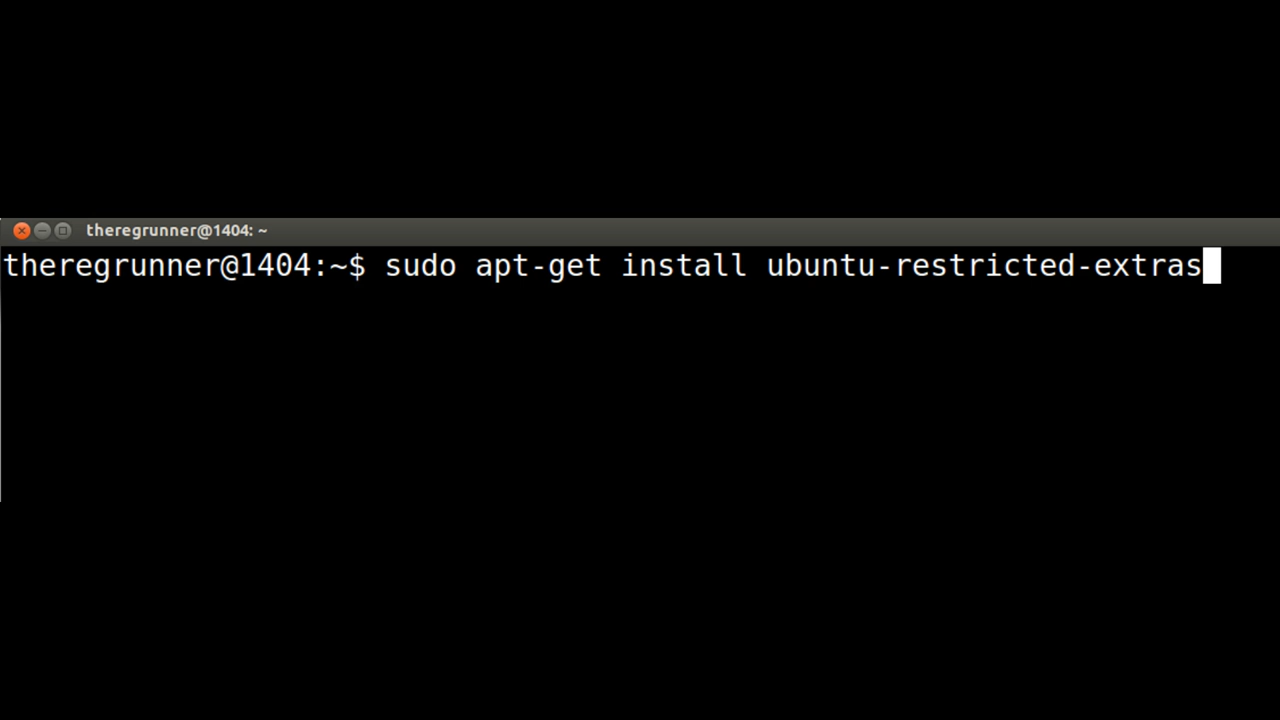 theregrunner@1404: ~
theregrunner@1404:~$ sudo apt-get install ubuntu-restricted-extras